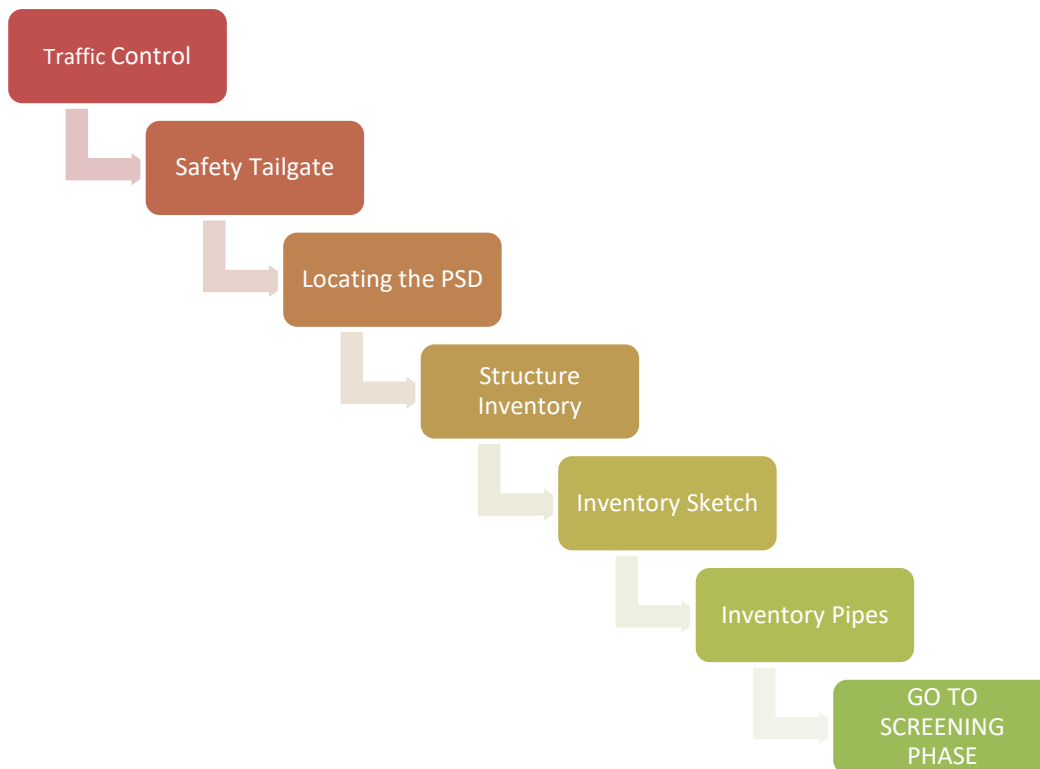 Traffic Control
Safety Tailgate
Locating the PSD
Structure
Inventory
Inventory Sketch
Inventory Pipes
GO TO
SCREENING
PHASE